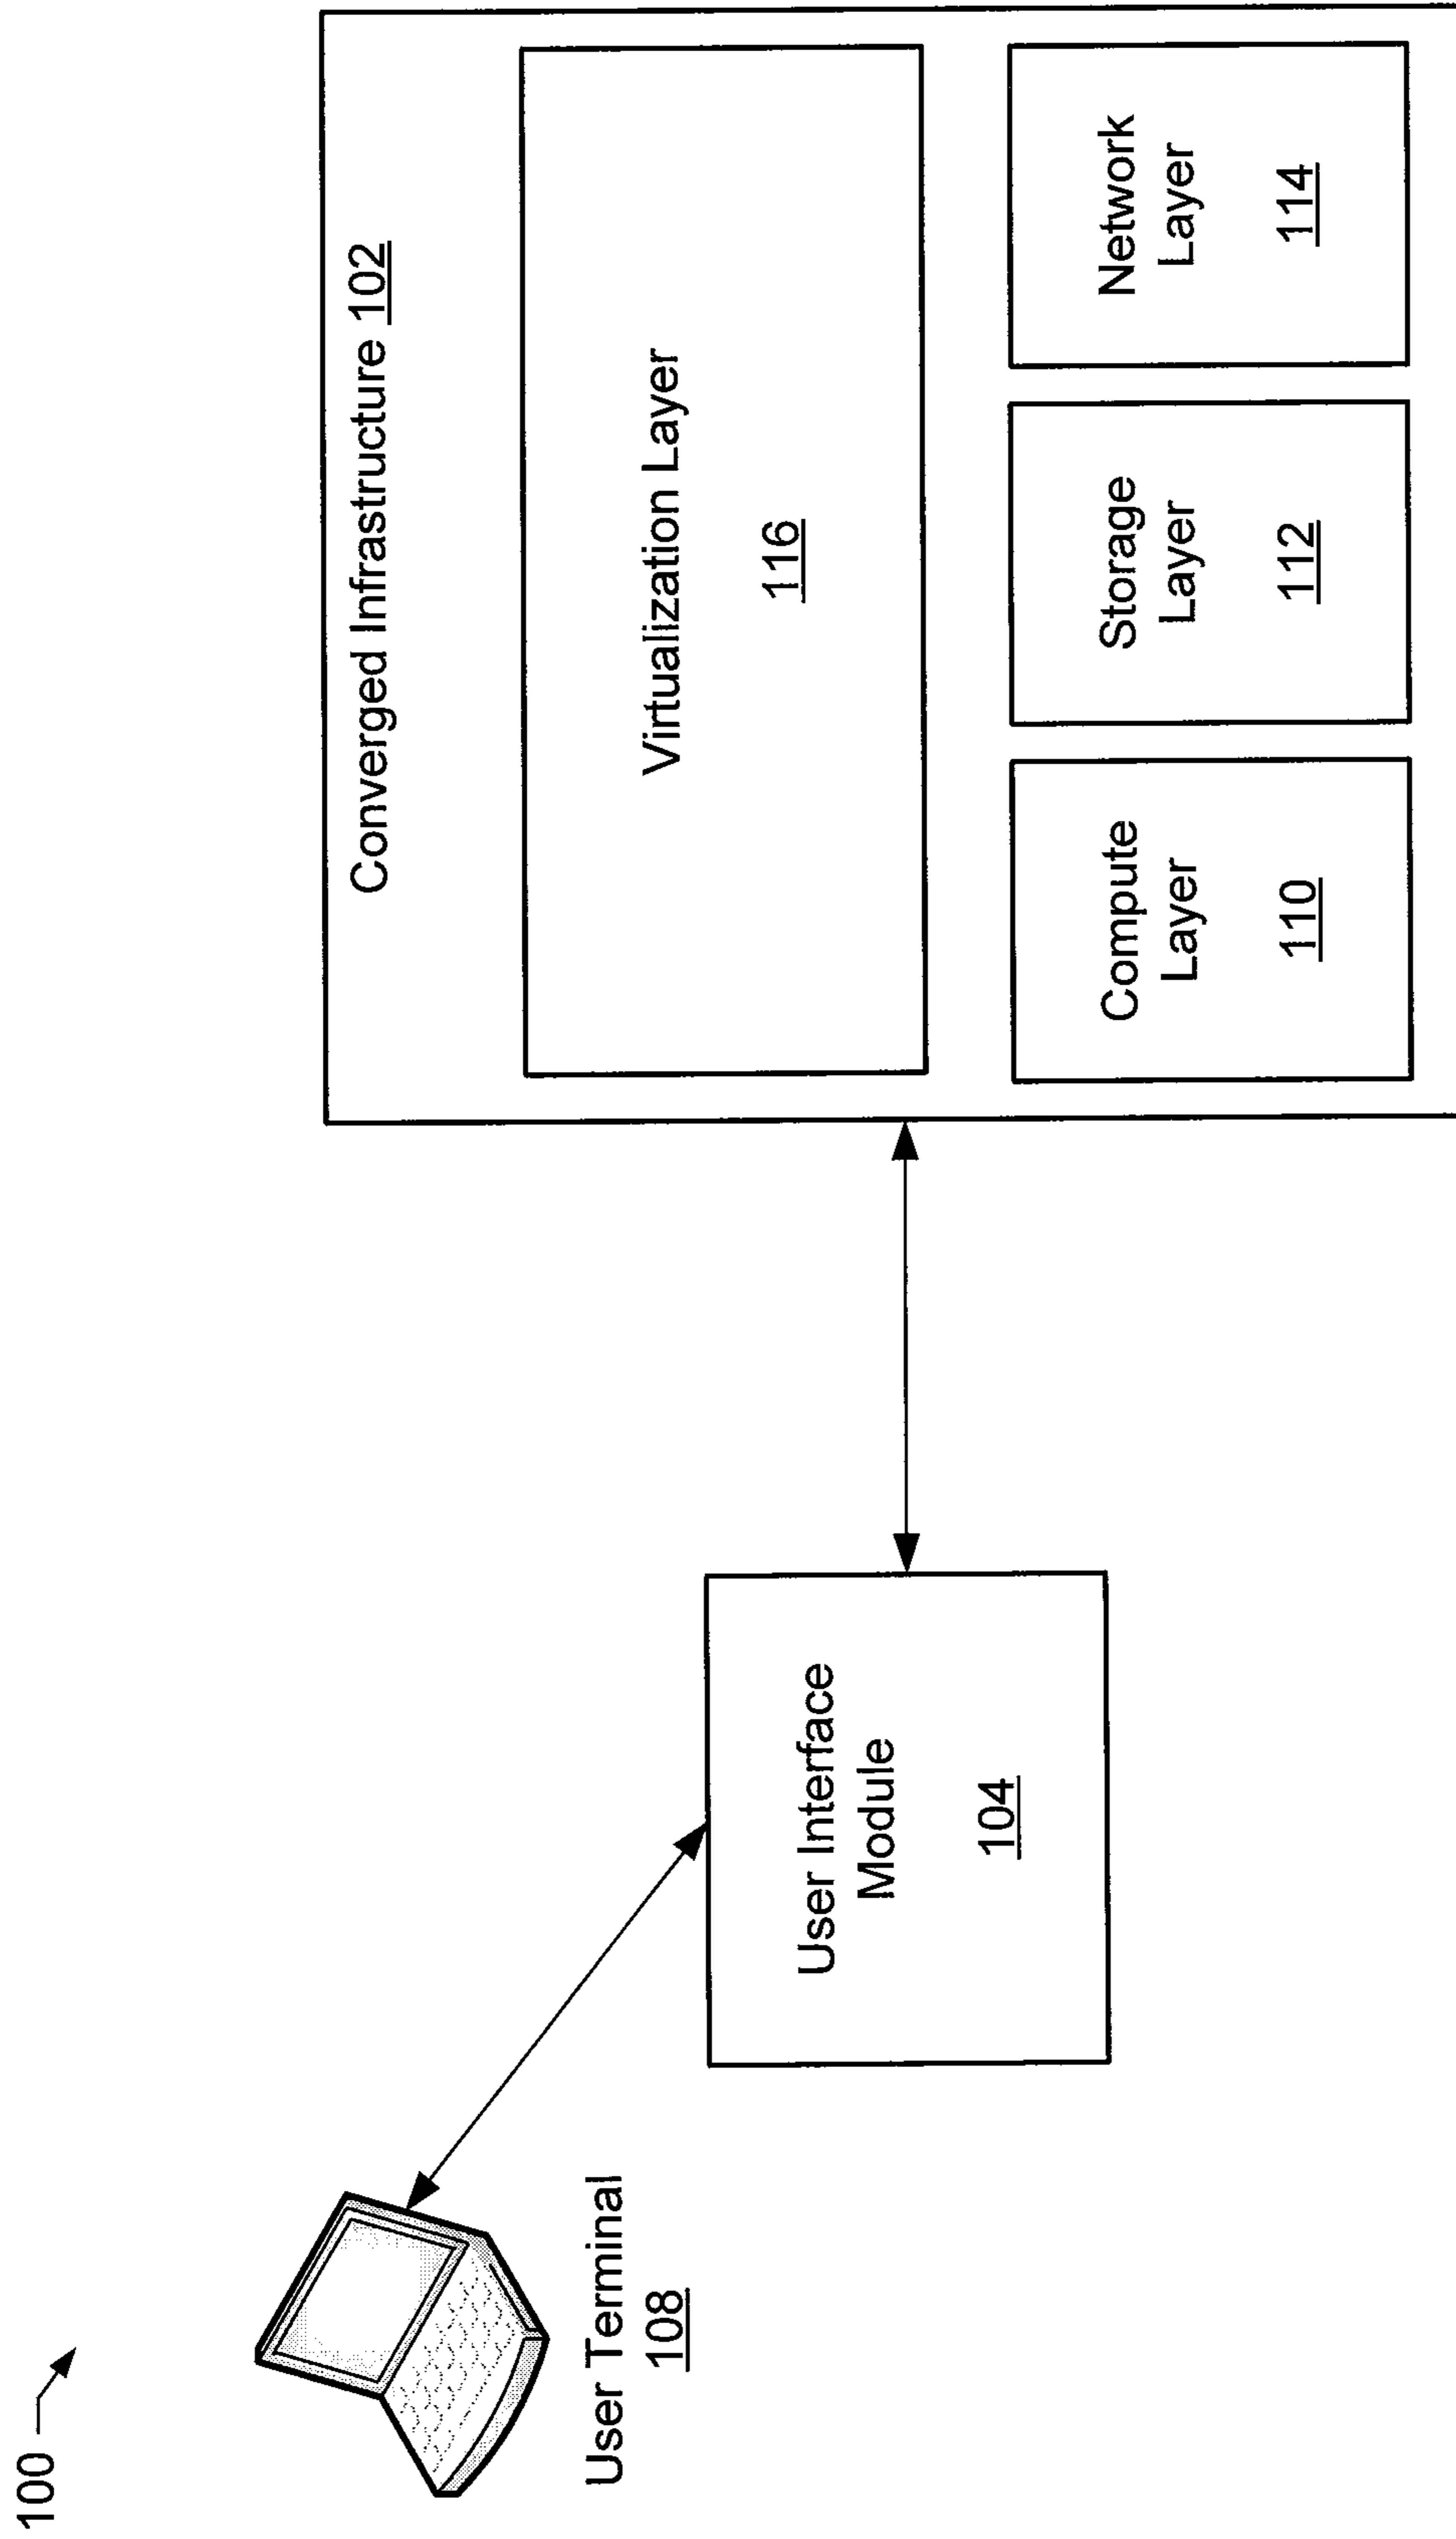 100
User Terminal
108
User Interface
Module
104
Converged Infrastructure 102
Virtualization Layer
116
Compute
Layer
110
Storage
Layer
112
Network
Layer
114